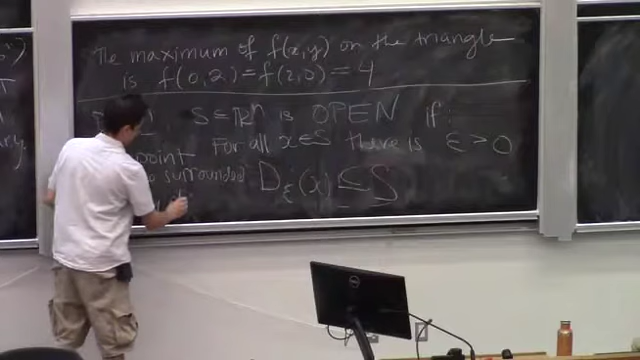 The maximum of f(x,y) on the triangle
is f(0,2)=f(2,0)=4
S⊆ℝⁿ is OPEN if:
For all x∈S there is ε>0
D_ε(x)⊆S
point
surrounded